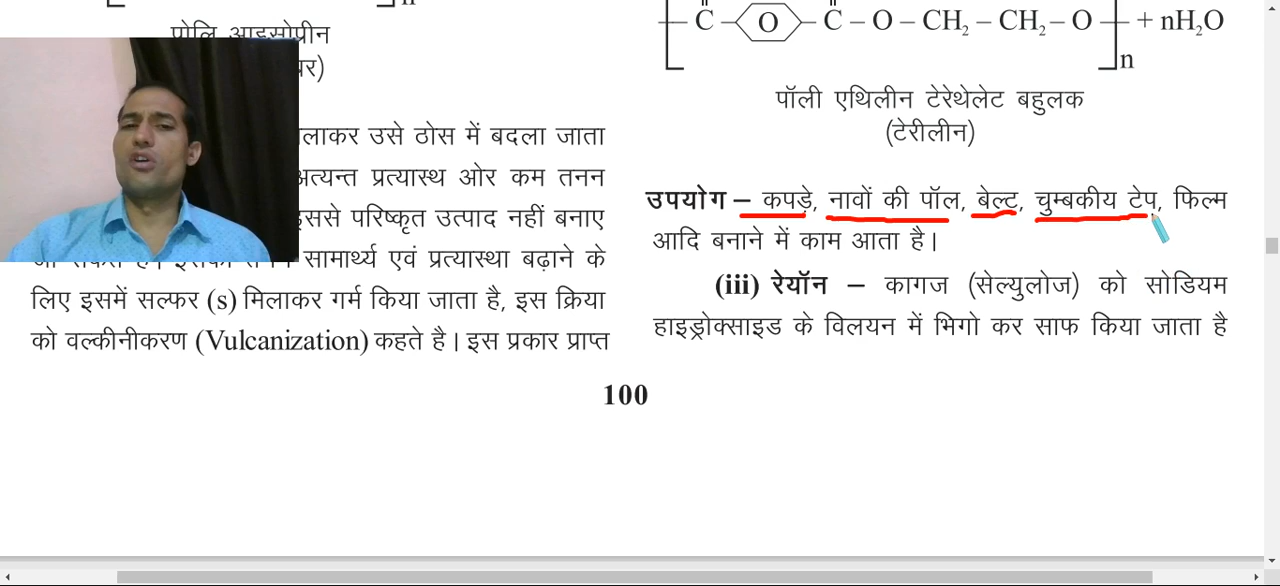 n
पोलि आइसोप्रीन
बर)
लाकर उसे ठोस में बदला जाता
अत्यन्त प्रत्यास्थ ओर कम तनन
इससे परिष्कृत उत्पाद नहीं बनाए
सामार्थ्य एवं प्रत्यास्था बढ़ाने के
लिए इसमें सल्फर (s) मिलाकर गर्म किया जाता है, इस क्रिया
को वल्कीनीकरण (Vulcanization) कहते है। इस प्रकार प्राप्त
C O C – O – CH₂ – CH₂– O + nH₂O
n
पॉली एथिलीन टेरेथेलेट बहुलक
(टेरीलीन)
उपयोग – कपड़े, नावों की पॉल, बेल्ट, चुम्बकीय टेप, फिल्म
आदि बनाने में काम आता है।
(iii) रेयॉन – कागज (सेल्युलोज) को सोडियम
हाइड्रोक्साइड के विलयन में भिगो कर साफ किया जाता है
100